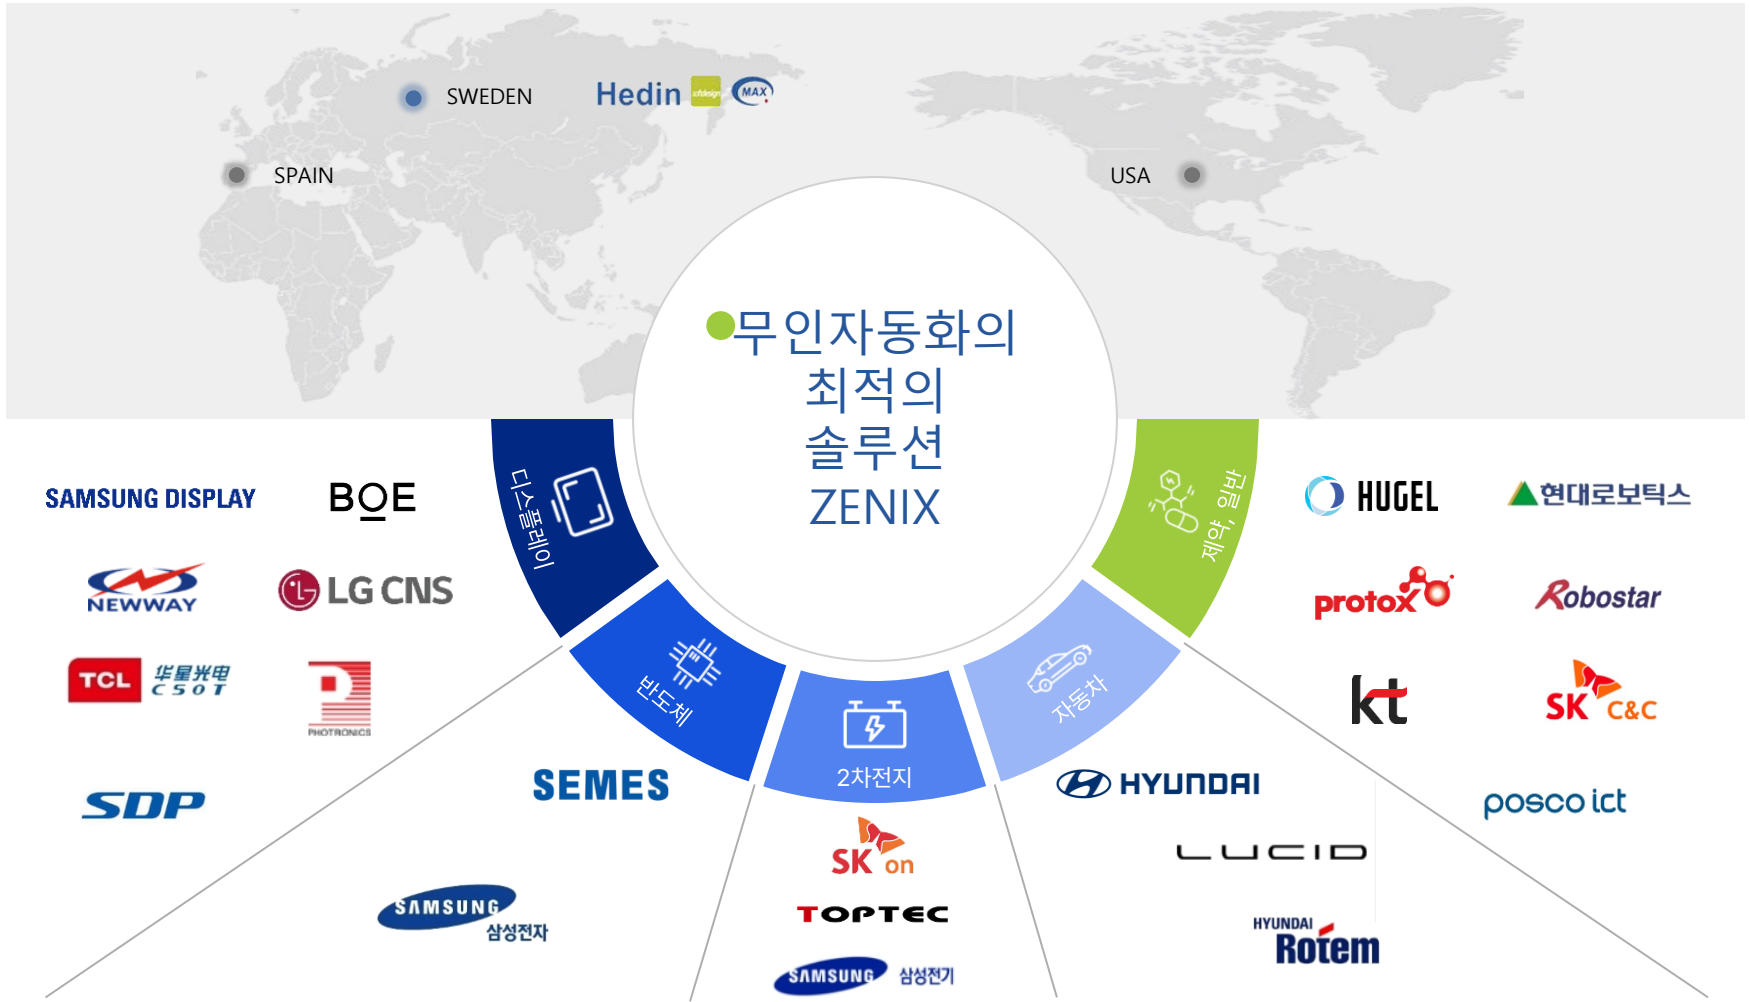 SWEDEN
Hedin
sofdesign
MAX
SPAIN
USA
무인자동화의
최적의
솔루션
ZENIX
디스플레이
반도체
2차전지
자동차
제약, 일반
SAMSUNG DISPLAY
BOE
NEWWAY
LG CNS
TCL 华星光电
CSOT
PHOTRONICS
SDP
SEMES
SAMSUNG
삼성전자
SK on
TOPTEC
SAMSUNG 삼성전기
HYUNDAI
LUCID
HYUNDAI
Rotem
HUGEL
현대로보틱스
protox
Robostar
kt
SK C&C
posco ict